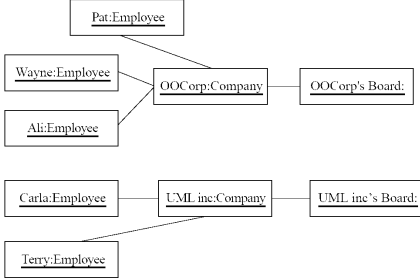 Pat:Employee
Wayne:Employee
OOCorp:Company
OOCorp's Board:
Ali:Employee
Carla:Employee
UML inc:Company
UML inc's Board:
Terry:Employee